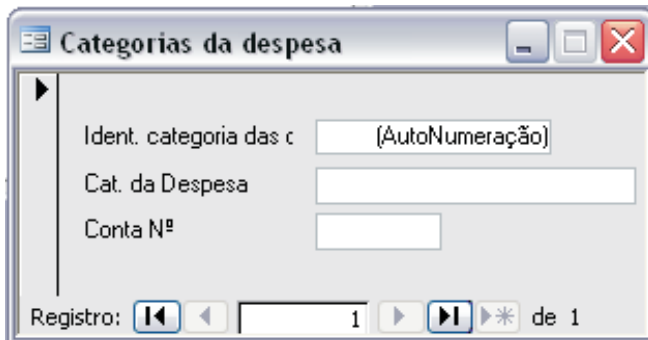 Categorias da despesa
Ident. categoria das c
(AutoNumeração)
Cat. da Despesa
Conta Nº
Registro: 1 de 1